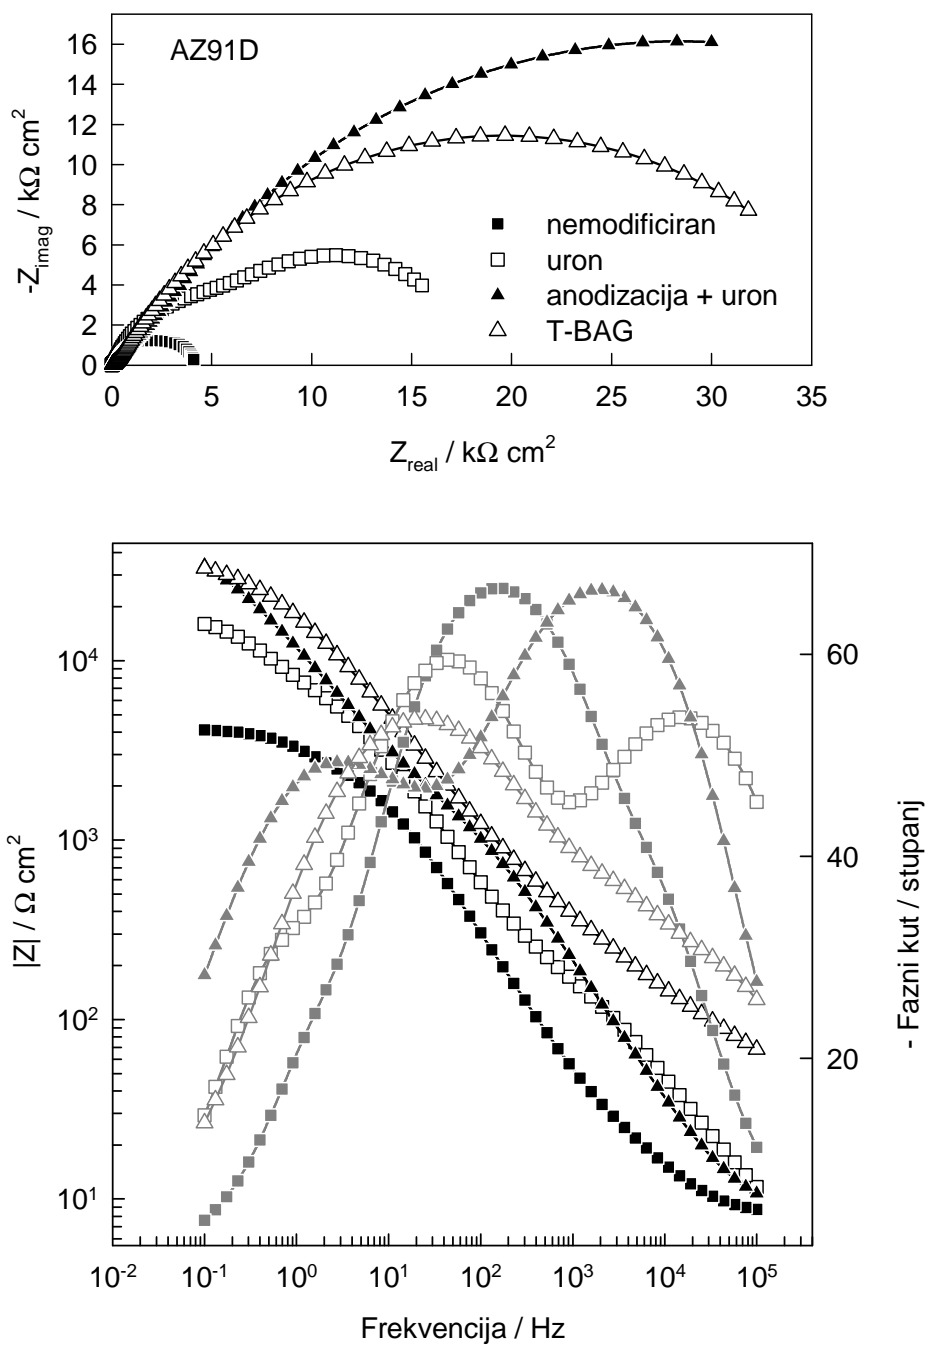 AZ91D
16
14
12
10
8
6
4
2
0
-Z_imag / kΩ cm²
nemodificiran
uron
anodizacija + uron
T-BAG
0 5 10 15 20 25 30 35
Z_real / kΩ cm²
10⁴
10³
10²
10¹
|Z| / Ω cm²
60
40
20
- Fazni kut / stupanj
10⁻² 10⁻¹ 10⁰ 10¹ 10² 10³ 10⁴ 10⁵
Frekvencija / Hz